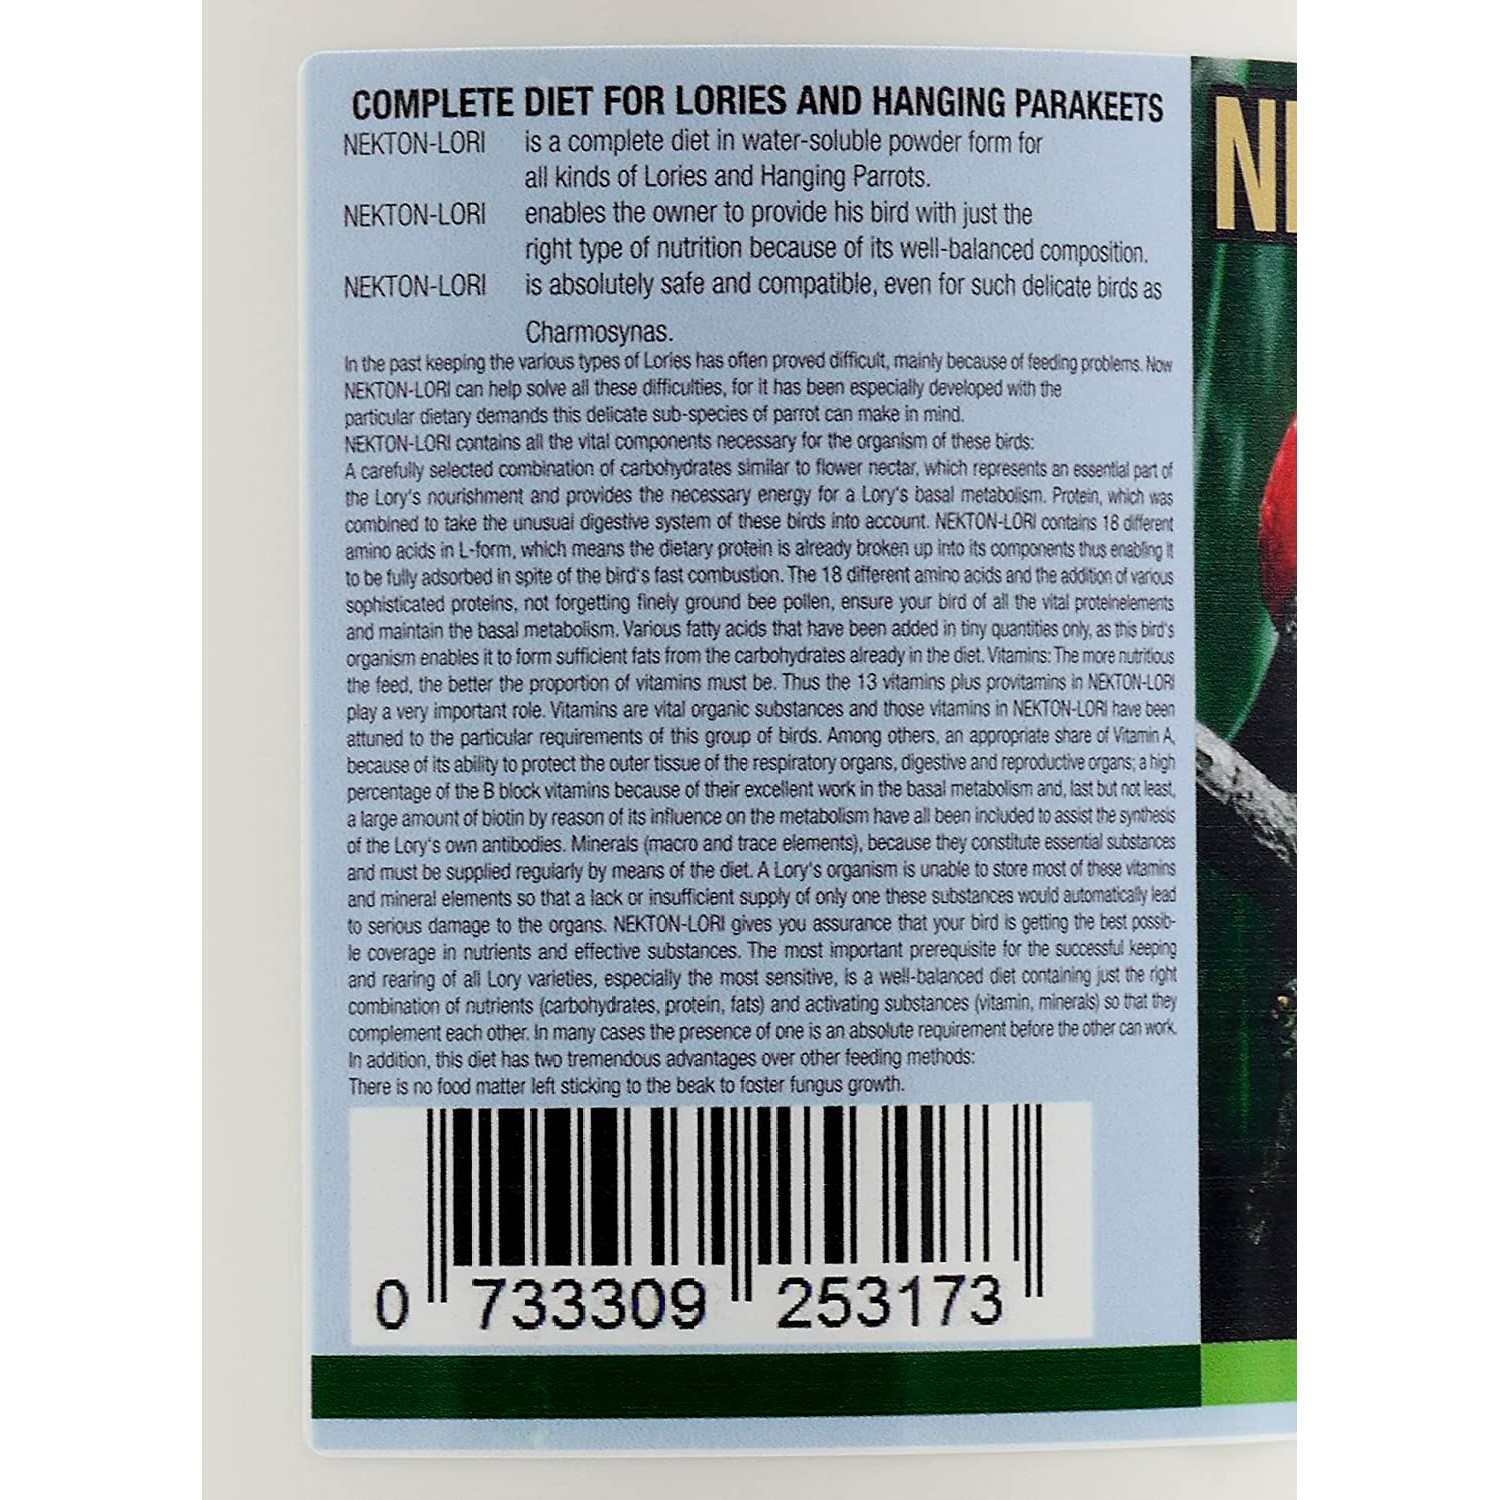 COMPLETE DIET FOR LORIES AND HANGING PARAKEETS
NEKTON-LORI is a complete diet in water-soluble powder form for
all kinds of Lories and Hanging Parrots.
NEKTON-LORI enables the owner to provide his bird with just the
right type of nutrition because of its well-balanced composition.
NEKTON-LORI is absolutely safe and compatible, even for such delicate birds as
Charmosynas.
In the past keeping the various types of Lories has often proved difficult, mainly because of feeding problems. Now
NEKTON-LORI can help solve all these difficulties, for it has been especially developed with the
particular dietary demands this delicate sub-species of parrot can make in mind.
NEKTON-LORI contains all the vital components necessary for the organism of these birds:
A carefully selected combination of carbohydrates similar to flower nectar, which represents an essential part of
the Lory's nourishment and provides the necessary energy for a Lory's basal metabolism. Protein, which was
combined to take the unusual digestive system of these birds into account. NEKTON-LORI contains 18 different
amino acids in L-form, which means the dietary protein is already broken up into its components thus enabling it
to be fully adsorbed in spite of the bird's fast combustion. The 18 different amino acids and the addition of various
sophisticated proteins, not forgetting finely ground bee pollen, ensure your bird of all the vital proteinelements
and maintain the basal metabolism. Various fatty acids that have been added in tiny quantities only, as this bird's
organism enables it to form sufficient fats from the carbohydrates already in the diet. Vitamins: The more nutritious
the feed, the better the proportion of vitamins must be. Thus the 13 vitamins plus provitamins in NEKTON-LORI
play a very important role. Vitamins are vital organic substances and those vitamins in NEKTON-LORI have been
attuned to the particular requirements of this group of birds. Among others, an appropriate share of Vitamin A,
because of its ability to protect the outer tissue of the respiratory organs, digestive and reproductive organs; a high
percentage of the B block vitamins because of their excellent work in the basal metabolism and, last but not least,
a large amount of biotin by reason of its influence on the metabolism have all been included to assist the synthesis
of the Lory's own antibodies. Minerals (macro and trace elements), because they constitute essential substances
and must be supplied regularly by means of the diet. A Lory's organism is unable to store most of these vitamins
and mineral elements so that a lack or insufficient supply of only one these substances would automatically lead
to serious damage to the organs. NEKTON-LORI gives you assurance that your bird is getting the best possib-
le coverage in nutrients and effective substances. The most important prerequisite for the successful keeping
and rearing of all Lory varieties, especially the most sensitive, is a well-balanced diet containing just the right
combination of nutrients (carbohydrates, protein, fats) and activating substances (vitamin, minerals) so that they
complement each other. In many cases the presence of one is an absolute requirement before the other can work.
In addition, this diet has two tremendous advantages over other feeding methods:
There is no food matter left sticking to the beak to foster fungus growth.
0 733309 253173